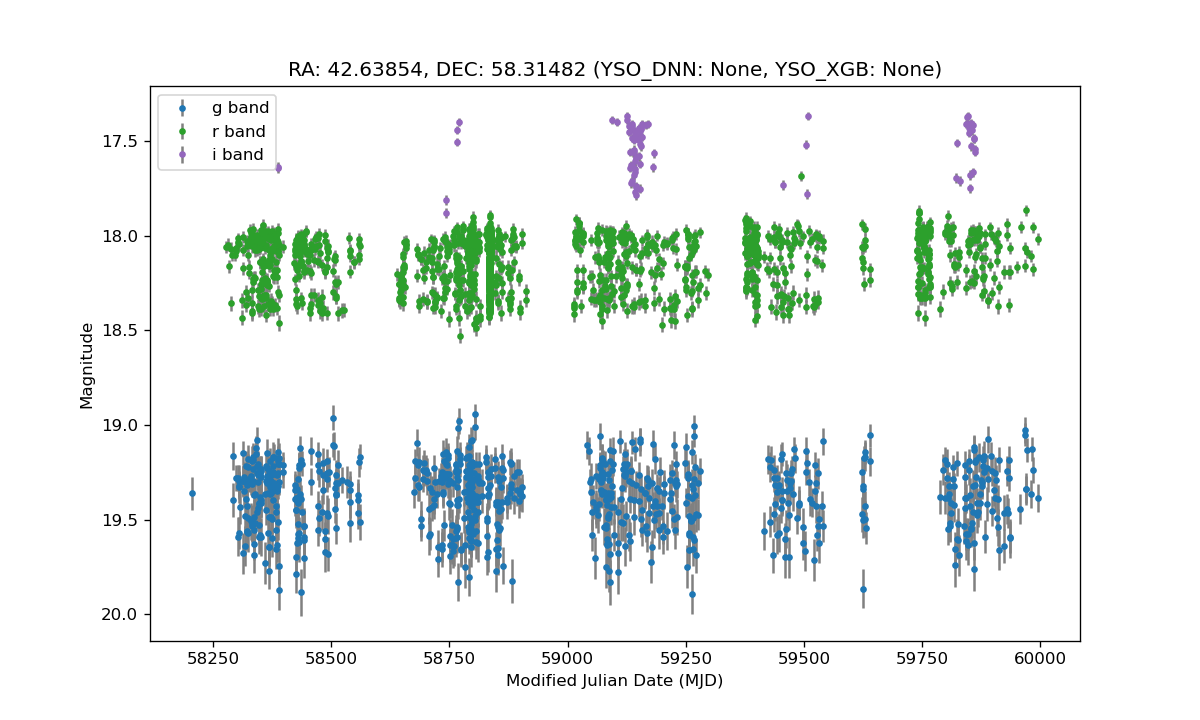 RA: 42.63854, DEC: 58.31482 (YSO_DNN: None, YSO_XGB: None)
g band
r band
i band
17.5
18.0
18.5
19.0
19.5
20.0
Magnitude
58250 58500 58750 59000 59250 59500 59750 60000
Modified Julian Date (MJD)